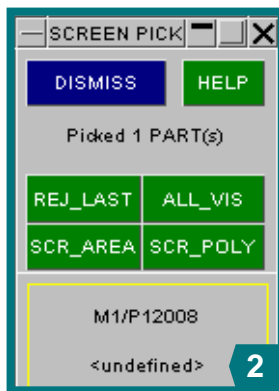 SCREEN PICK
DISMISS HELP
Picked 1 PART(s)
REJ_LAST ALL_VIS
SCR_AREA SCR_POLY
M1/P12008
<undefined>
2